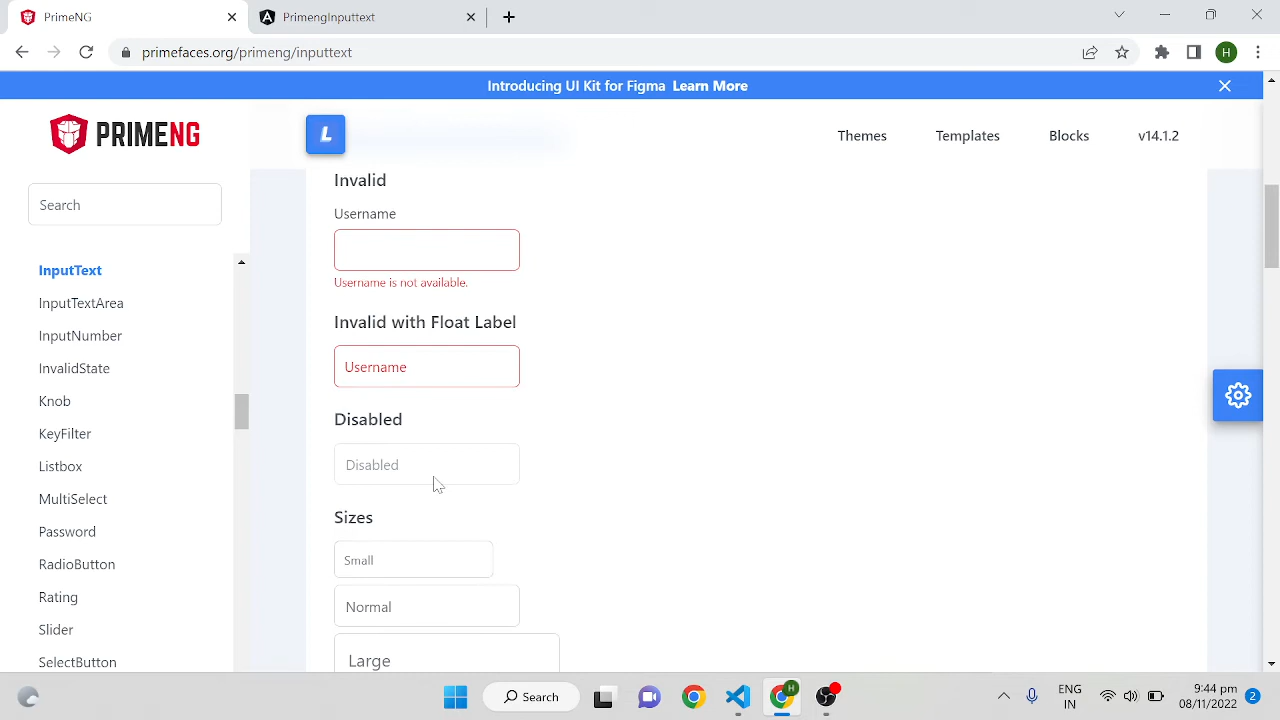 PrimeNG
PrimengInputtext
primefaces.org/primeng/inputtext
H
Introducing UI Kit for Figma Learn More
PRIMENG
L
Themes
Templates
Blocks
v14.1.2
Search
InputText
InputTextArea
InputNumber
InvalidState
Knob
KeyFilter
Listbox
MultiSelect
Password
RadioButton
Rating
Slider
SelectButton
Invalid
Username
Username is not available.
Invalid with Float Label
Username
Disabled
Disabled
Sizes
Small
Normal
Large
Search
H
ENG
IN
9:44 pm
08/11/2022
2